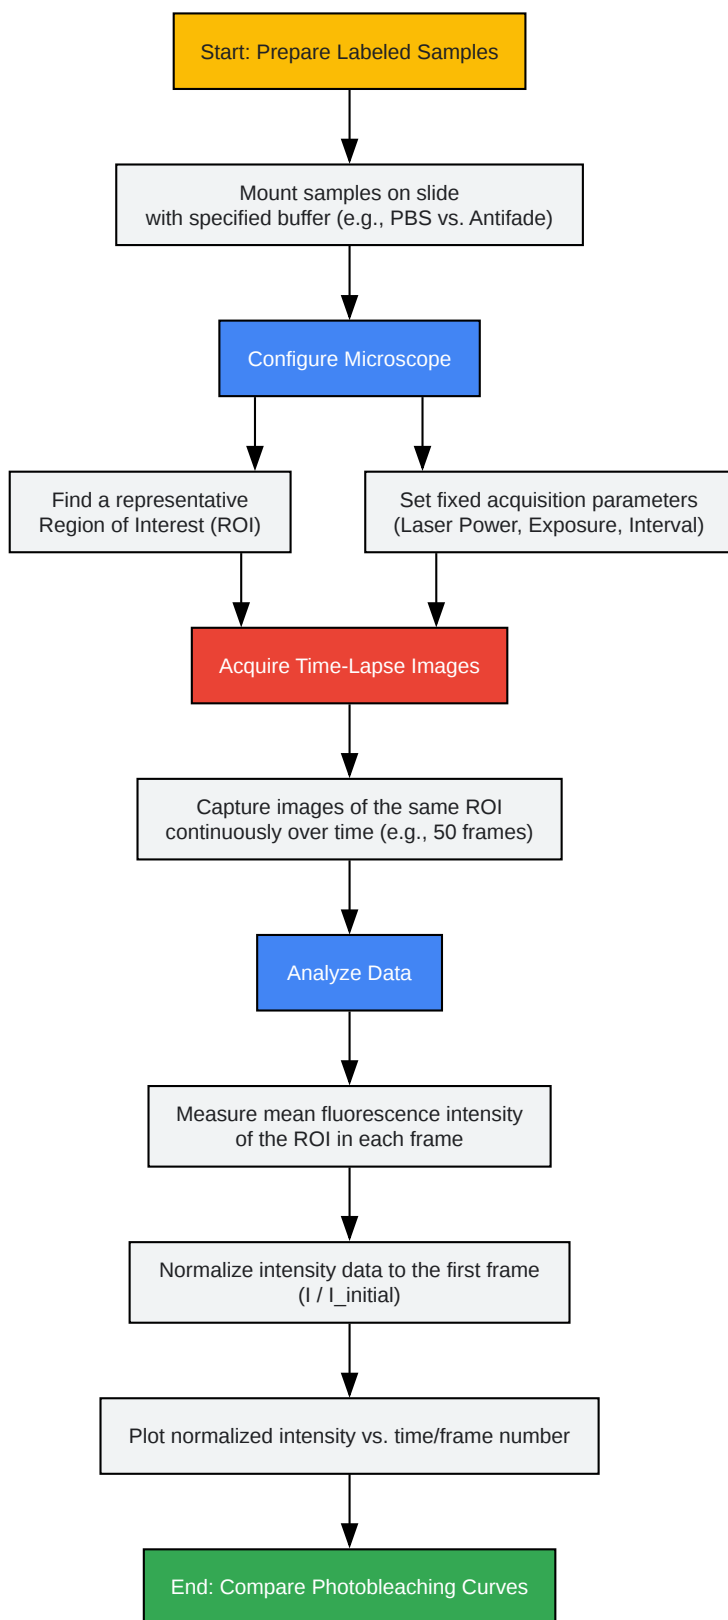 Start: Prepare Labeled Samples
Mount samples on slide
with specified buffer (e.g., PBS vs. Antifade)
Configure Microscope
Find a representative
Region of Interest (ROI)
Set fixed acquisition parameters
(Laser Power, Exposure, Interval)
Acquire Time-Lapse Images
Capture images of the same ROI
continuously over time (e.g., 50 frames)
Analyze Data
Measure mean fluorescence intensity
of the ROI in each frame
Normalize intensity data to the first frame
(I / I_initial)
Plot normalized intensity vs. time/frame number
End: Compare Photobleaching Curves